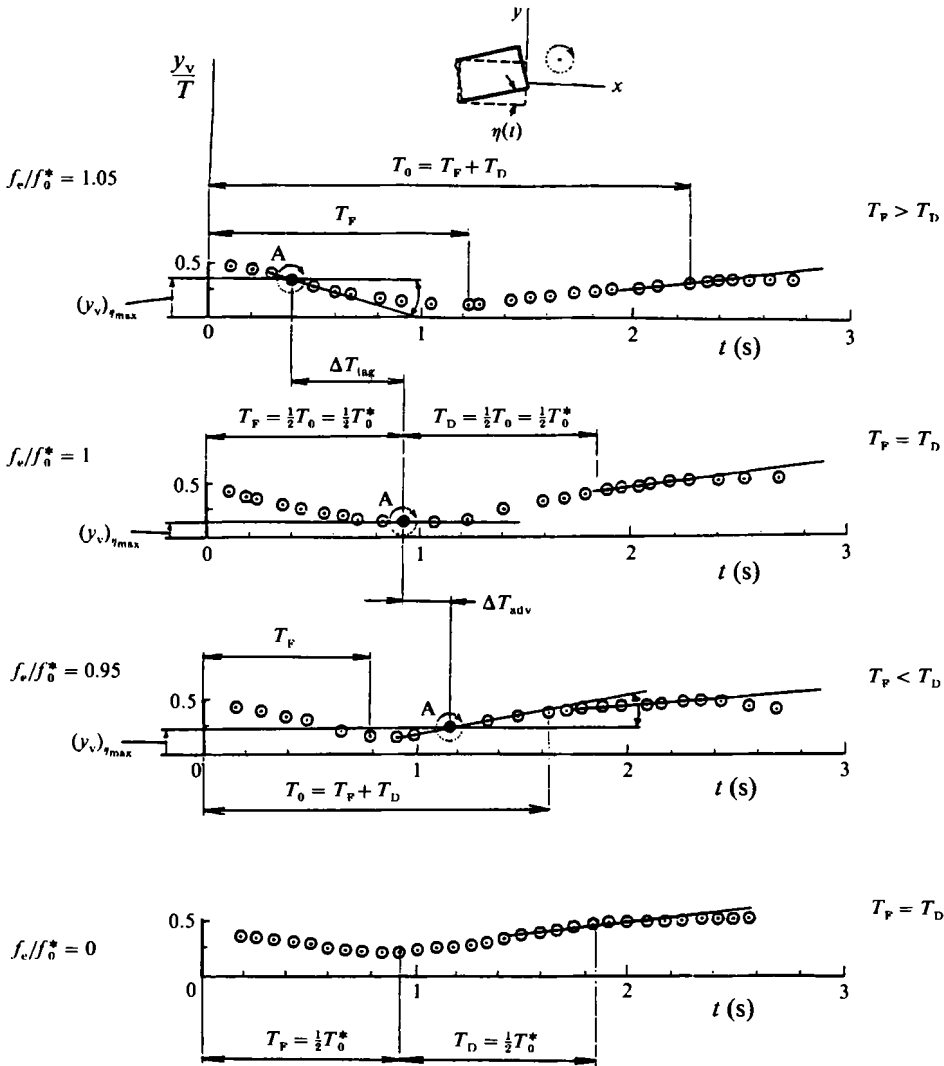 y
x
η(t)
y_v/T
f_e/f_0^* = 1.05
T_0 = T_F + T_D
T_F
T_F > T_D
0.5
A
(y_v)_ηmax
0 1 2 3
t (s)
ΔT_lag
T_F = ½T_0 = ½T_0^* T_D = ½T_0 = ½T_0^*
f_e/f_0^* = 1
T_F = T_D
0.5
A
(y_v)_ηmax
0 1 2 3
t (s)
ΔT_adv
T_F
f_e/f_0^* = 0.95
T_F < T_D
0.5
A
(y_v)_ηmax
0 1 2 3
t (s)
T_0 = T_F + T_D
0.5
T_F = T_D
f_e/f_0^* = 0
0 1 2 3
t (s)
T_F = ½T_0^* T_D = ½T_0^*